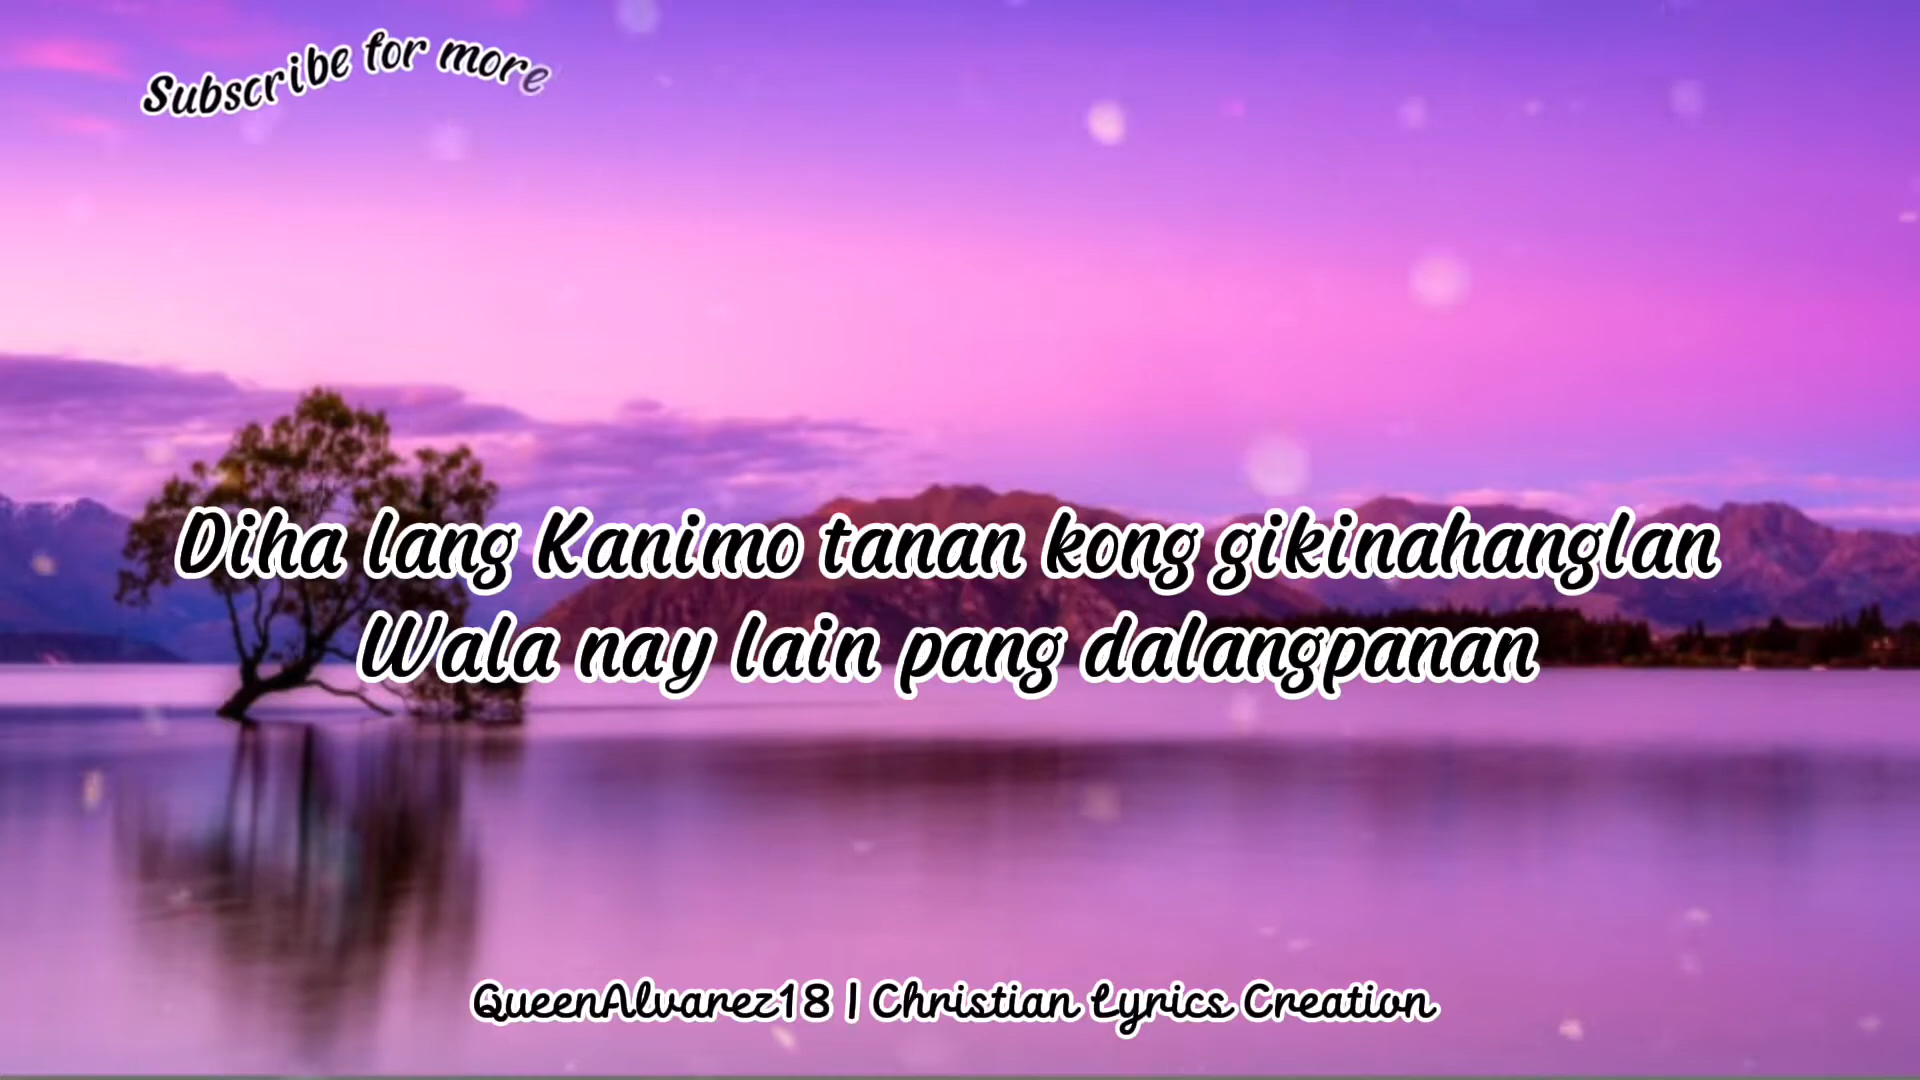 Subscribe for more
Diha lang Kanimo tanan kong gikinahanglan
Wala nay lain pang dalangpanan
QueenAlvarez18 | Christian Lyrics Creation